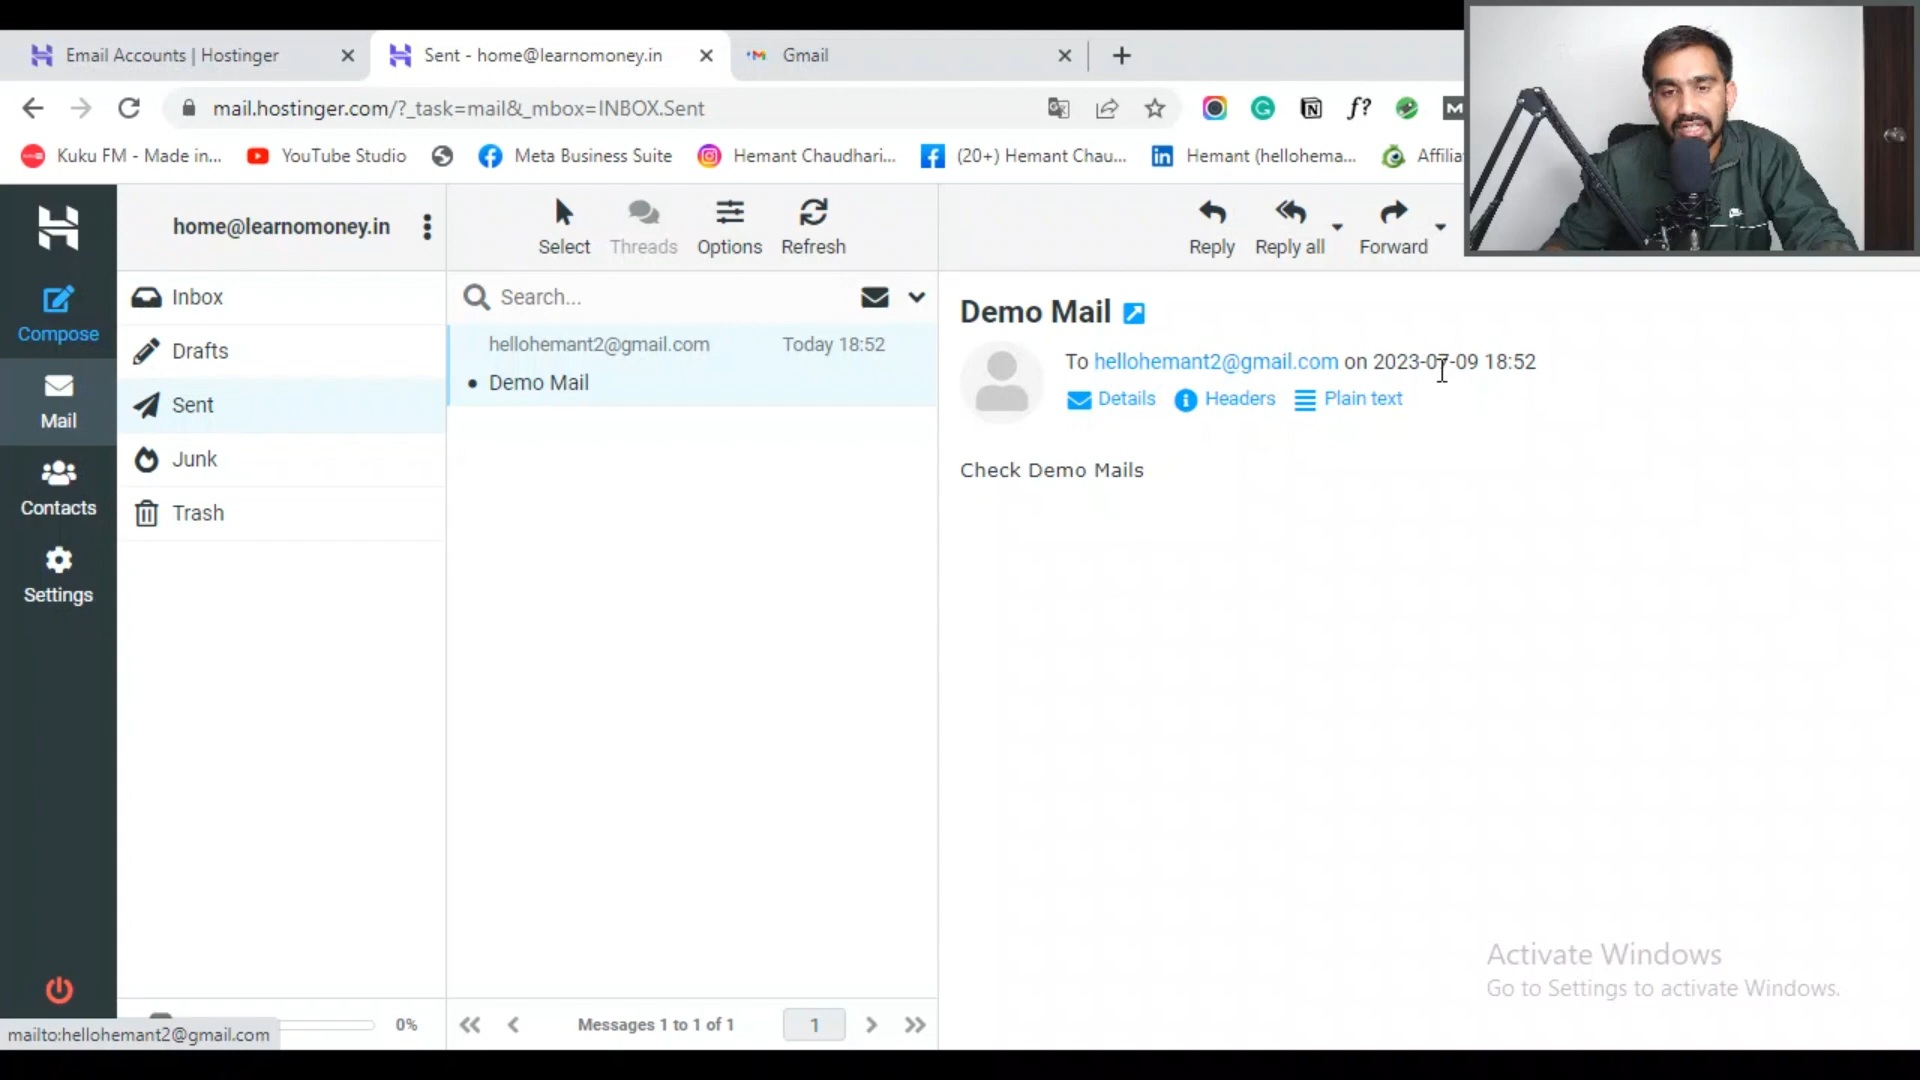 Email Accounts | Hostinger
Sent - home@learnomoney.in
Gmail
mail.hostinger.com/?_task=mail&_mbox=INBOX.Sent
Kuku FM - Made in...
YouTube Studio
Meta Business Suite
Hemant Chaudhari...
(20+) Hemant Chau...
Hemant (hellohema...
Affilia
home@learnomoney.in
Select
Threads
Options
Refresh
Reply
Reply all
Forward
Compose
Mail
Contacts
Settings
Inbox
Drafts
Sent
Junk
Trash
Search...
hellohemant2@gmail.com Today 18:52
Demo Mail
Demo Mail
To hellohemant2@gmail.com on 2023-07-09 18:52
Details Headers Plain text
Check Demo Mails
Activate Windows
Go to Settings to activate Windows.
0%
Messages 1 to 1 of 1
1
mailto:hellohemant2@gmail.com